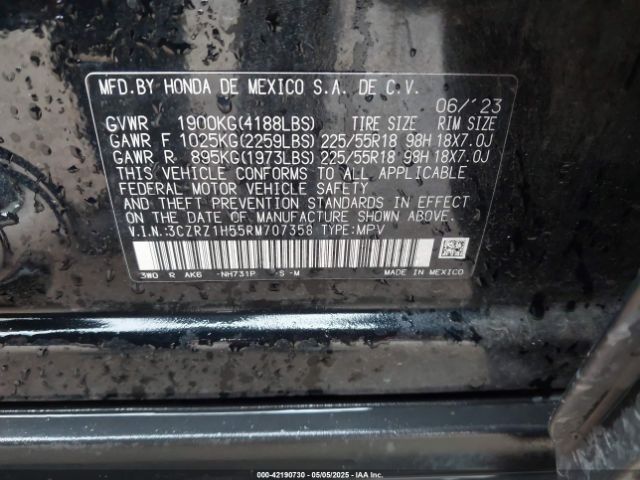 MFD.BY HONDA DE MEXICO S.A. DE C.V.
06/'23
GVWR 1900KG(4188LBS) TIRE SIZE RIM SIZE
GAWR F 1025KG(2259LBS) 225/55R18 98H 18X7.0J
GAWR R 895KG(1973LBS) 225/55R18 98H 18X7.0J
THIS VEHICLE CONFORMS TO ALL APPLICABLE
FEDERAL MOTOR VEHICLE SAFETY
AND THEFT PREVENTION STANDARDS IN EFFECT ON THE
DATE OF MANUFACTURE SHOWN ABOVE.
V.I.N.:3CZRZ1H55RM707358 TYPE:MPV
3W0 R AK6 -NH731P -S -M MADE IN MEXICO
000-42190730 - 05/05/2025 - IAA